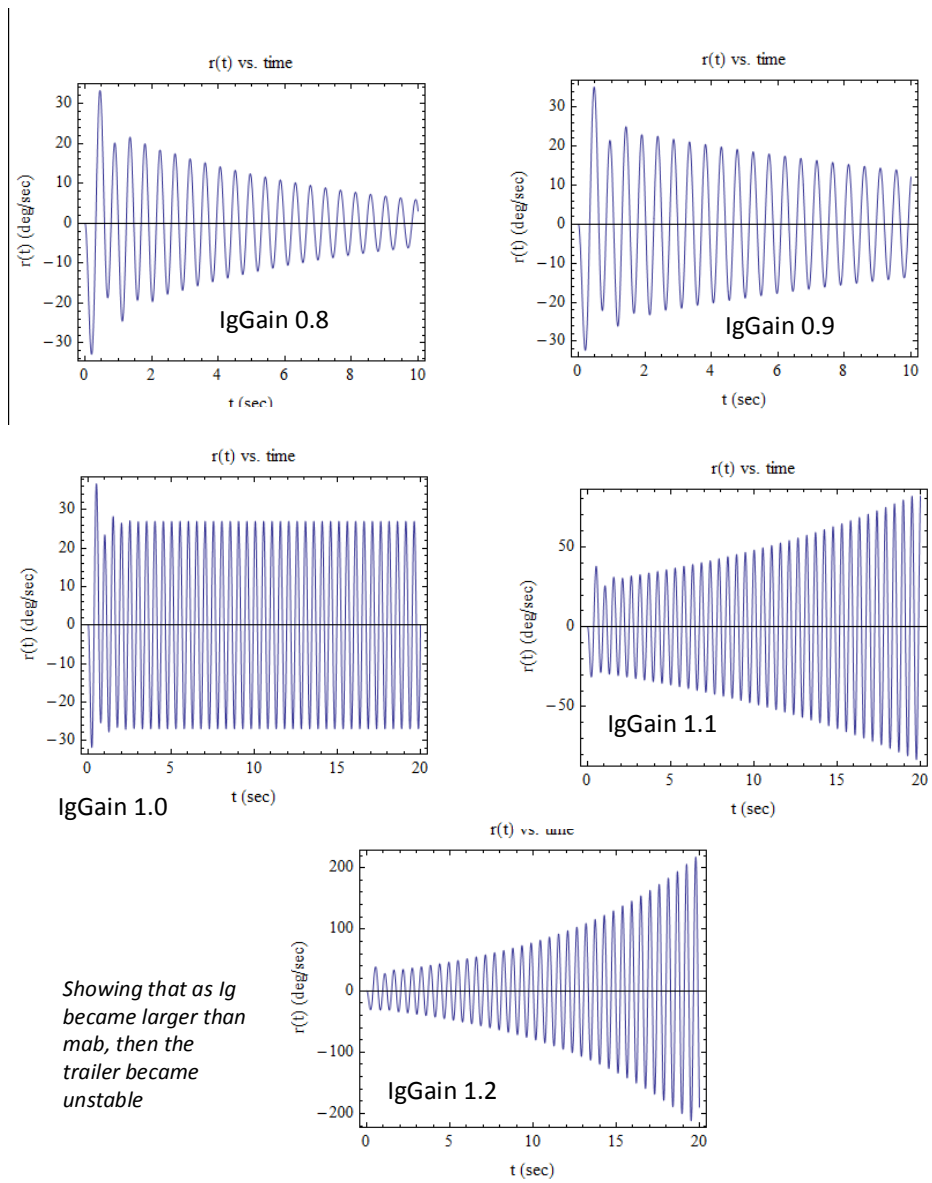 r(t) vs. time
r(t) (deg/sec)
30
20
10
0
−10
−20
−30
0 2 4 6 8 10
t (sec)
IgGain 0.8
r(t) vs. time
r(t) (deg/sec)
30
20
10
0
−10
−20
−30
0 2 4 6 8 10
t (sec)
IgGain 0.9
r(t) vs. time
r(t) (deg/sec)
30
20
10
0
−10
−20
−30
0 5 10 15 20
t (sec)
IgGain 1.0
r(t) vs. time
r(t) (deg/sec)
50
0
−50
0 5 10 15 20
t (sec)
IgGain 1.1
r(t) vs. time
r(t) (deg/sec)
200
100
0
−100
−200
0 5 10 15 20
t (sec)
IgGain 1.2
Showing that as Ig
became larger than
mab, then the
trailer became
unstable